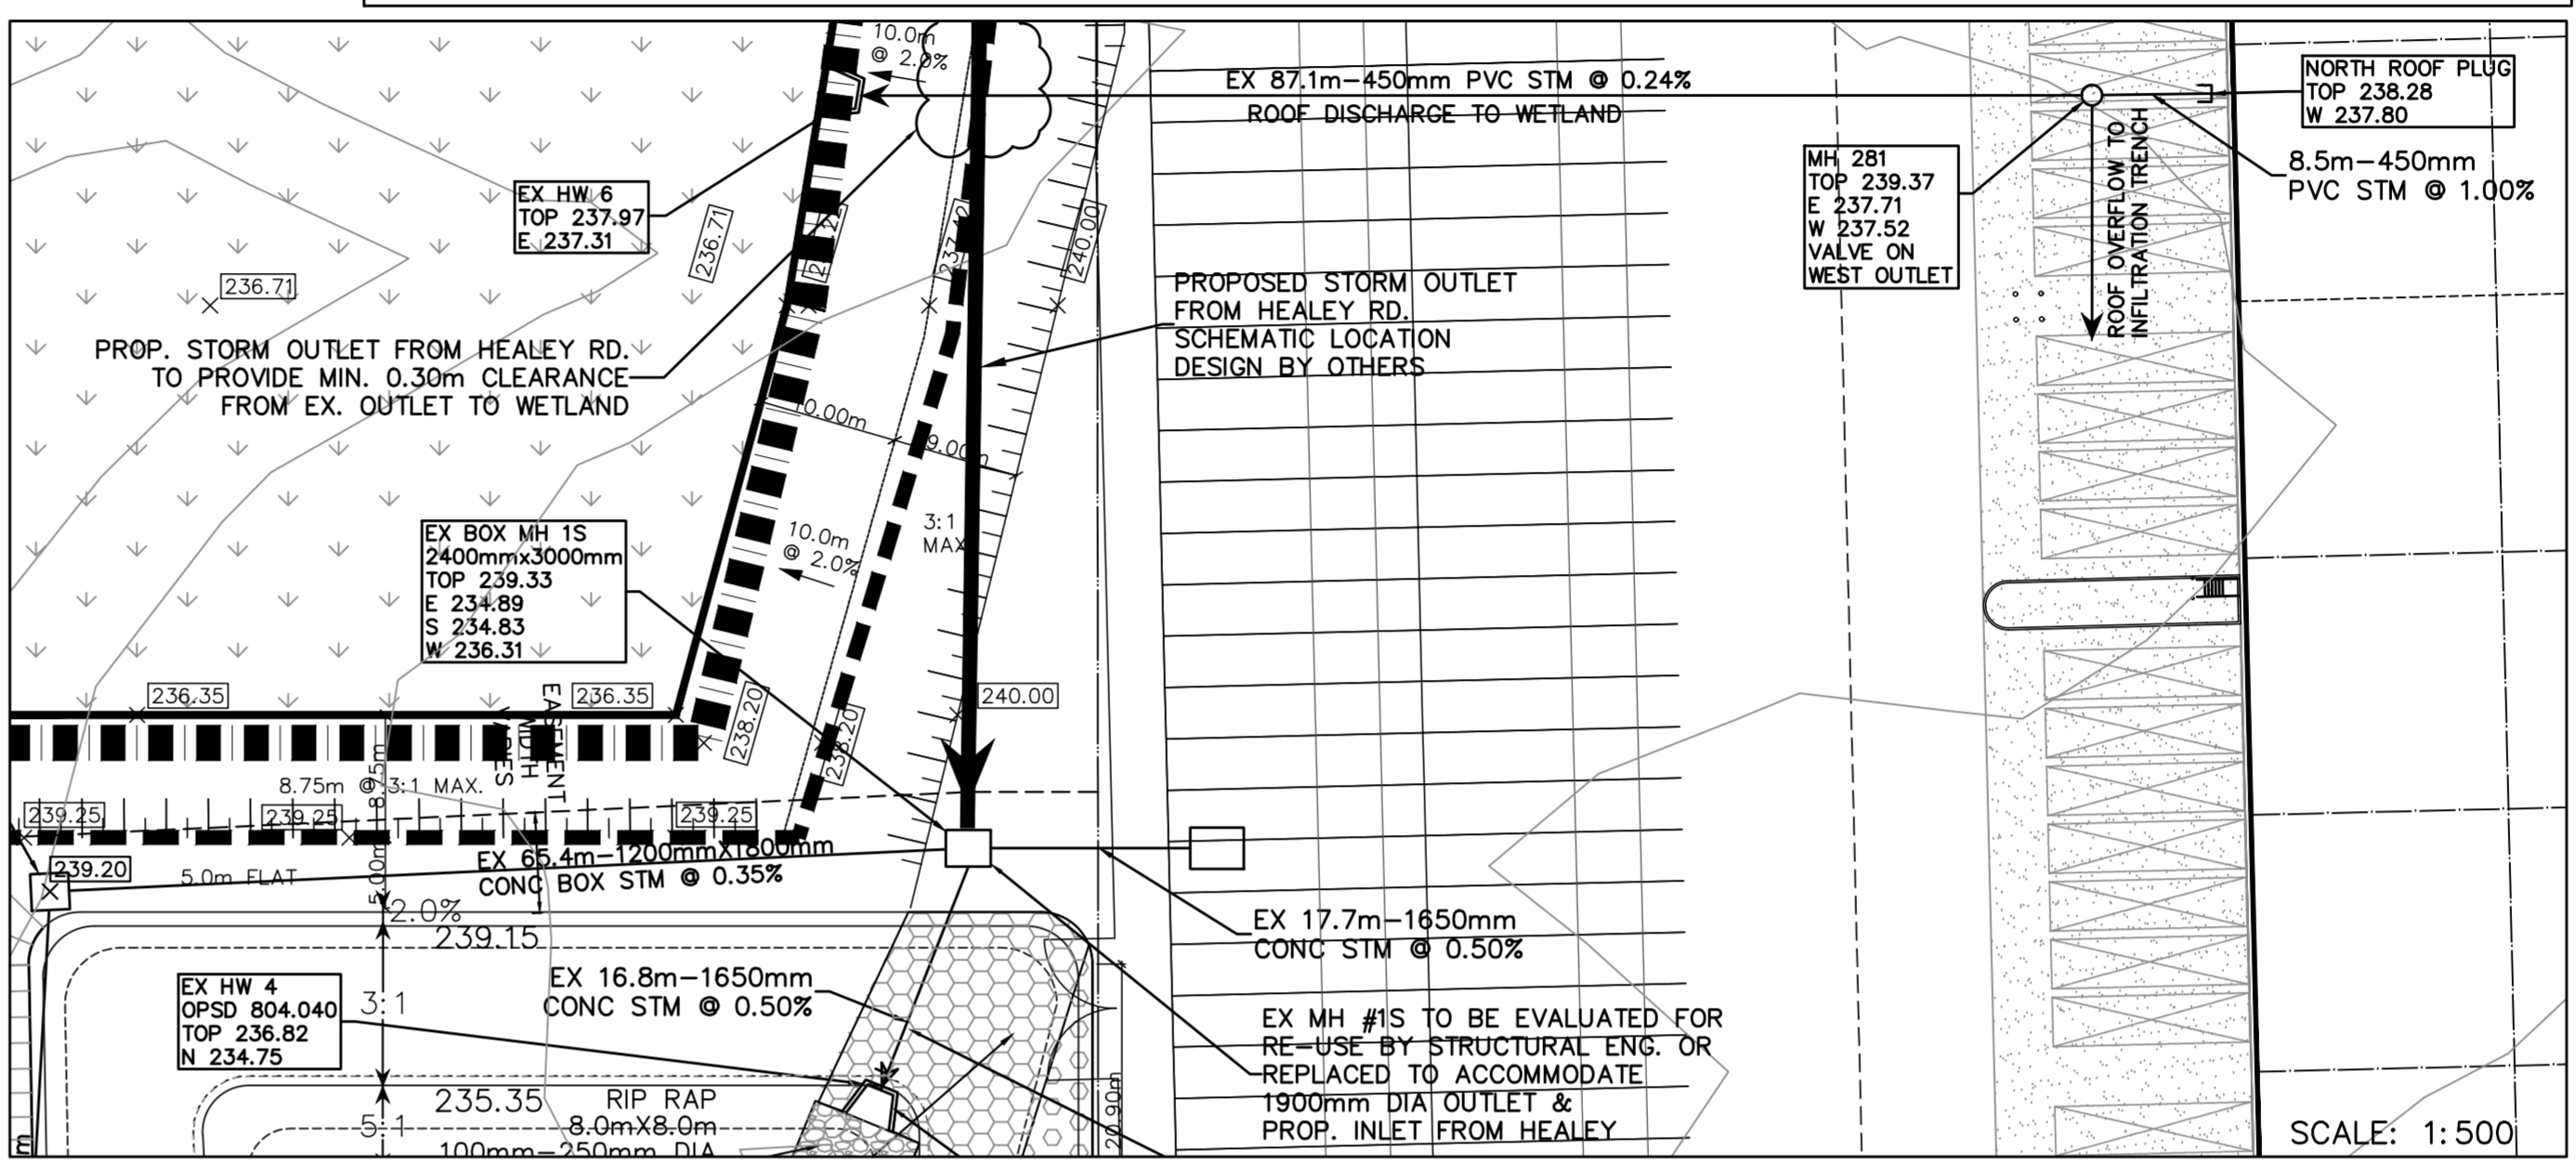 10.0m
@ 2.0%
EX 87.1m-450mm PVC STM @ 0.24%
ROOF DISCHARGE TO WETLAND
NORTH ROOF PLUG
TOP 238.28
W 237.80
8.5m-450mm
PVC STM @ 1.00%
MH 281
TOP 239.37
E 237.71
W 237.52
VALVE ON
WEST OUTLET
ROOF OVERFLOW TO
INFILTRATION TRENCH
EX HW 6
TOP 237.97
E 237.31
236.71
237.42
240.00
236.71
PROP. STORM OUTLET FROM HEALEY RD.
TO PROVIDE MIN. 0.30m CLEARANCE
FROM EX. OUTLET TO WETLAND
PROPOSED STORM OUTLET
FROM HEALEY RD.
SCHEMATIC LOCATION
DESIGN BY OTHERS
10.00m
9.00m
3:1
MAX
10.0m
@ 2.0%
EX BOX MH 1S
2400mmx3000mm
TOP 239.33
E 234.89
S 234.83
W 236.31
236.35
236.35
240.00
238.20
238.20
EASEMENT
WIDTH
VARIES
8.75m
8.75m @ 3:1 MAX.
239.25
239.25
239.25
239.20
5.0m FLAT
5.00m
EX 65.4m-1200mmX1800mm
CONC BOX STM @ 0.35%
2.0%
239.15
EX 17.7m-1650mm
CONC STM @ 0.50%
EX HW 4
OPSD 804.040
TOP 236.82
N 234.75
3:1
EX 16.8m-1650mm
CONC STM @ 0.50%
EX MH #1S TO BE EVALUATED FOR
RE-USE BY STRUCTURAL ENG. OR
REPLACED TO ACCOMMODATE
1900mm DIA OUTLET &
PROP. INLET FROM HEALEY
235.35
5:1
RIP RAP
8.0mX8.0m
100mm-250mm DIA
20.90m
m
SCALE: 1:500